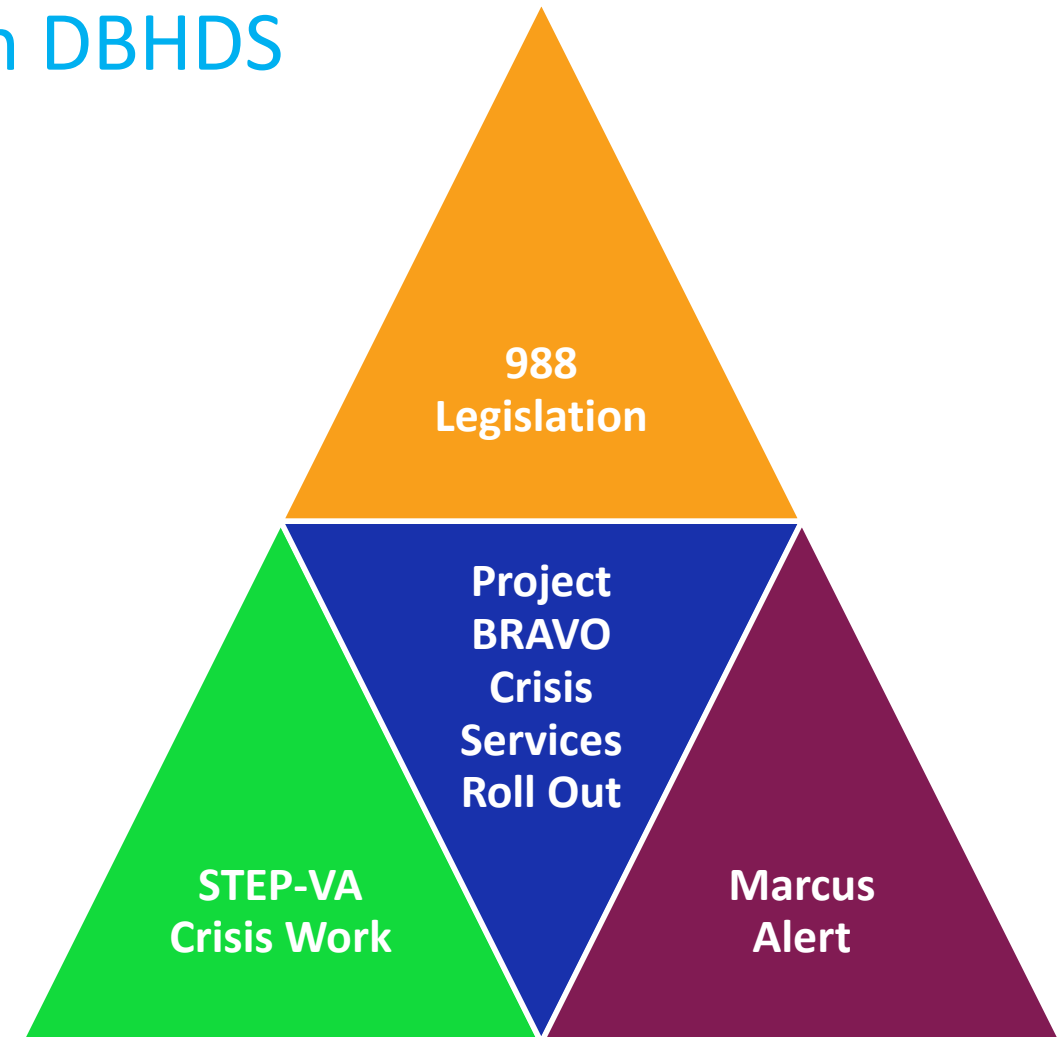 n DBHDS
988
Legislation
Project
BRAVO
Crisis
Services
Roll Out
STEP-VA
Crisis Work
Marcus
Alert